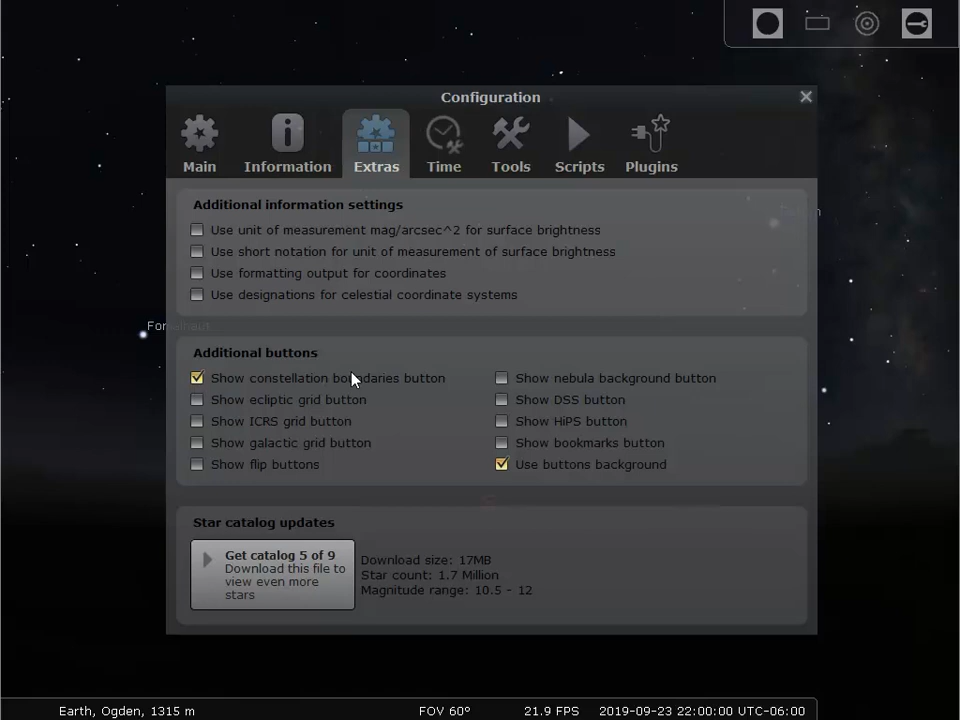 Configuration
Main
Information
Extras
Time
Tools
Scripts
Plugins
Additional information settings
Use unit of measurement mag/arcsec^2 for surface brightness
Use short notation for unit of measurement of surface brightness
Use formatting output for coordinates
Use designations for celestial coordinate systems
Fomalhaut
Additional buttons
Show constellation boundaries button
Show nebula background button
Show ecliptic grid button
Show DSS button
Show ICRS grid button
Show HiPS button
Show galactic grid button
Show bookmarks button
Show flip buttons
Use buttons background
Star catalog updates
Get catalog 5 of 9
Download this file to
view even more
stars
Download size: 17MB
Star count: 1.7 Million
Magnitude range: 10.5 - 12
Earth, Ogden, 1315 m
FOV 60°
21.9 FPS
2019-09-23 22:00:00 UTC-06:00